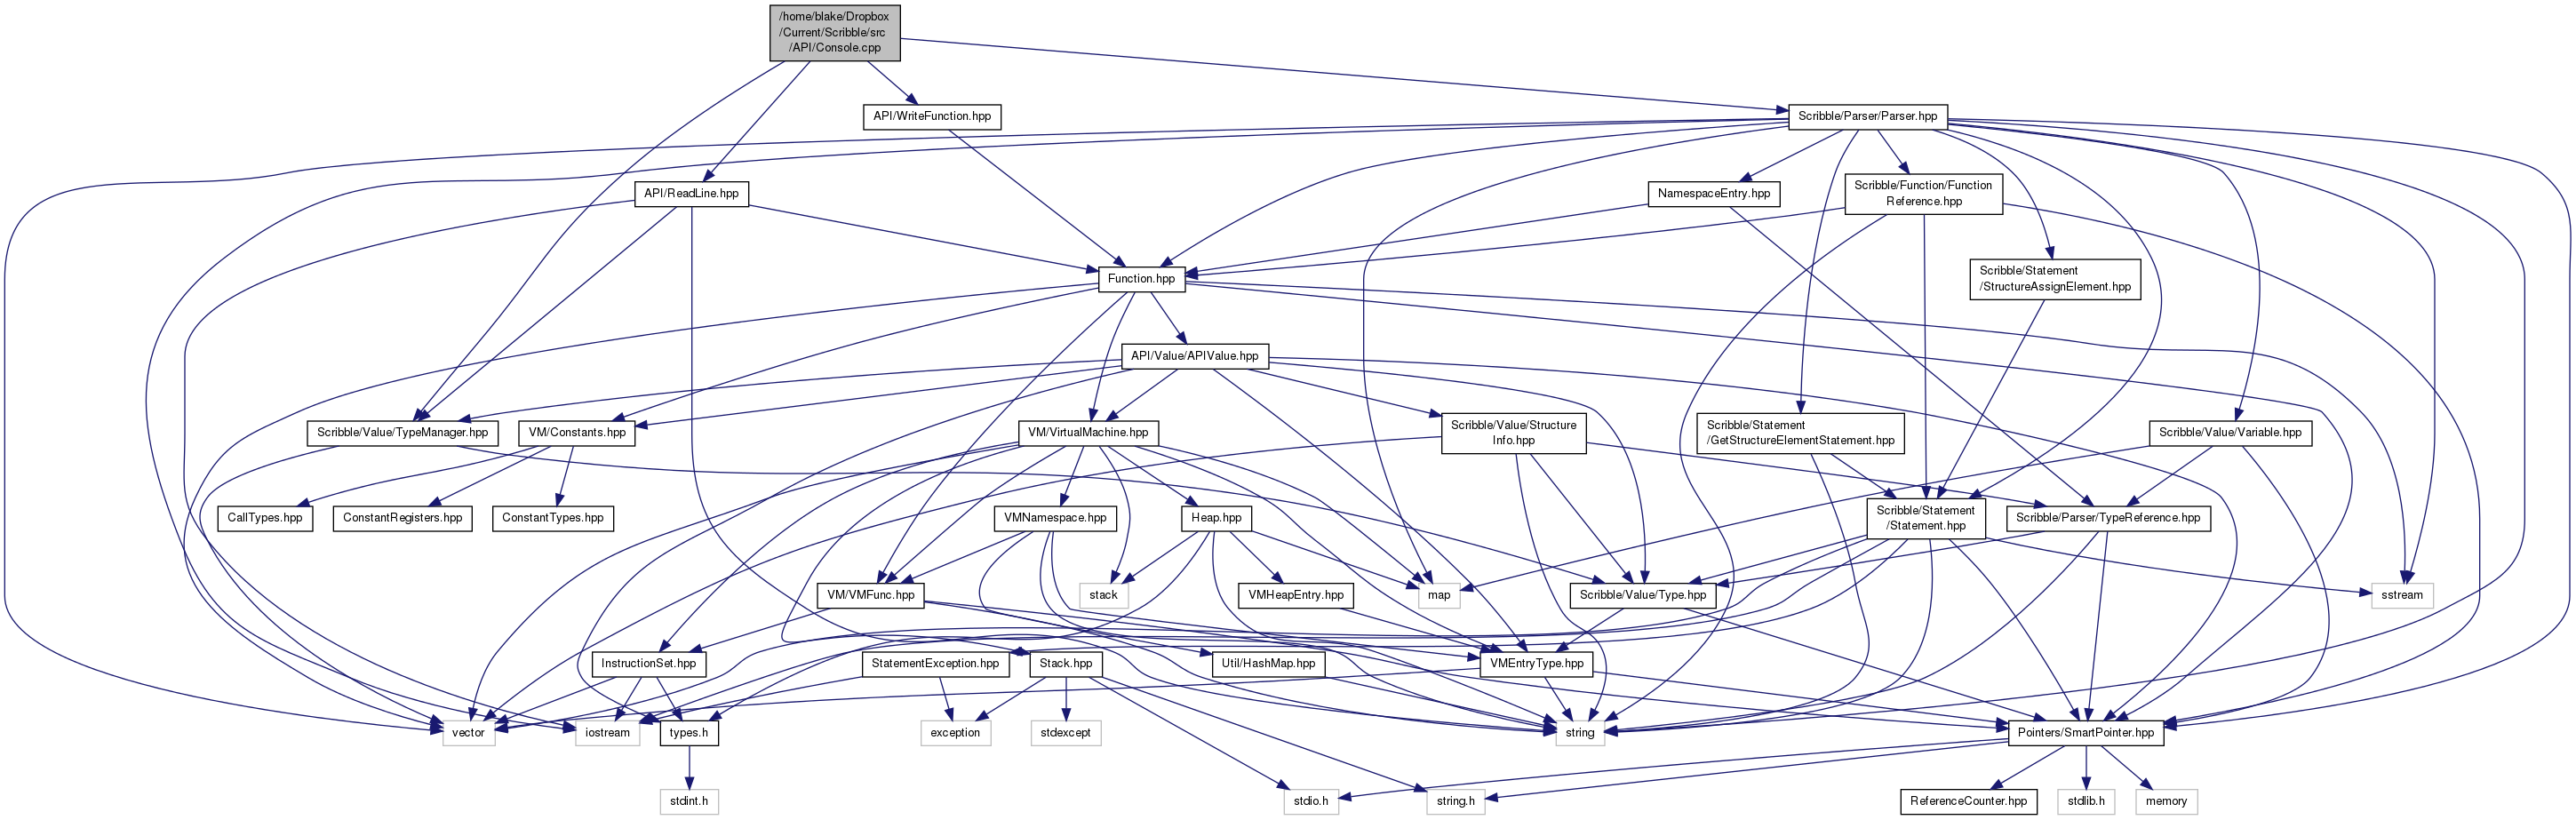 /home/blake/Dropbox
/Current/Scribble/src
/API/Console.cpp
API/WriteFunction.hpp
Scribble/Parser/Parser.hpp
API/ReadLine.hpp
NamespaceEntry.hpp
Scribble/Function/Function
Reference.hpp
Function.hpp
Scribble/Statement
/StructureAssignElement.hpp
API/Value/APIValue.hpp
Scribble/Value/TypeManager.hpp
VM/Constants.hpp
VM/VirtualMachine.hpp
Scribble/Value/Structure
Info.hpp
Scribble/Statement
/GetStructureElementStatement.hpp
Scribble/Value/Variable.hpp
CallTypes.hpp
ConstantRegisters.hpp
ConstantTypes.hpp
VMNamespace.hpp
Heap.hpp
Scribble/Statement
/Statement.hpp
Scribble/Parser/TypeReference.hpp
VM/VMFunc.hpp
stack
VMHeapEntry.hpp
map
Scribble/Value/Type.hpp
sstream
InstructionSet.hpp
StatementException.hpp
Stack.hpp
Util/HashMap.hpp
VMEntryType.hpp
vector
iostream
types.h
exception
stdexcept
string
Pointers/SmartPointer.hpp
stdint.h
stdio.h
string.h
ReferenceCounter.hpp
stdlib.h
memory